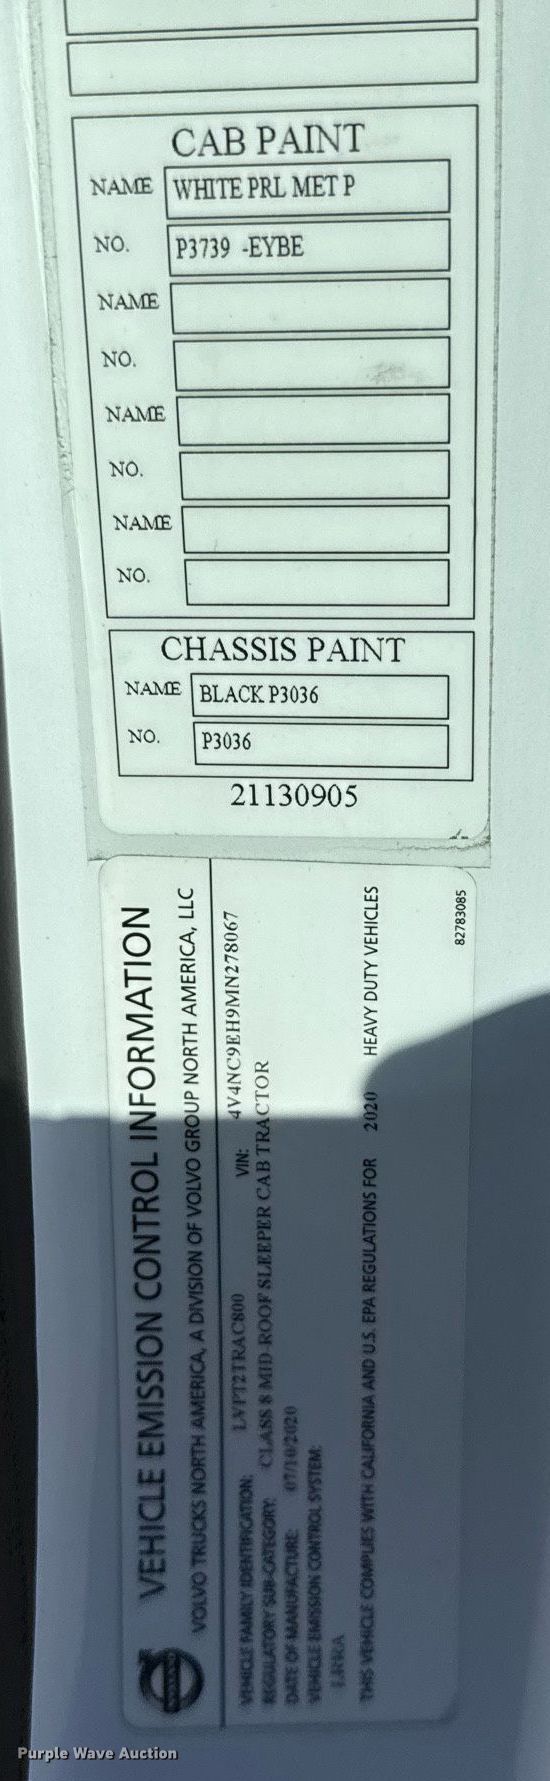 CAB PAINT
NAME WHITE PRL MET P
NO. P3739 -EYBE
NAME
NO.
NAME
NO.
NAME
NO.
CHASSIS PAINT
NAME BLACK P3036
NO. P3036
21130905
VEHICLE EMISSION CONTROL INFORMATION
VOLVO TRUCKS NORTH AMERICA, A DIVISION OF VOLVO GROUP NORTH AMERICA, LLC
VEHICLE FAMILY IDENTIFICATION: LVPT2TRAC800 VIN: 4V4NC9EH9MN278067
REGULATORY SUB-CATEGORY: CLASS 8 MID-ROOF SLEEPER CAB TRACTOR
DATE OF MANUFACTURE: 07/10/2020
VEHICLE EMISSION CONTROL SYSTEM:
THIS VEHICLE COMPLIES WITH CALIFORNIA AND U.S. EPA REGULATIONS FOR 2020 HEAVY DUTY VEHICLES
82783085
Purple Wave Auction